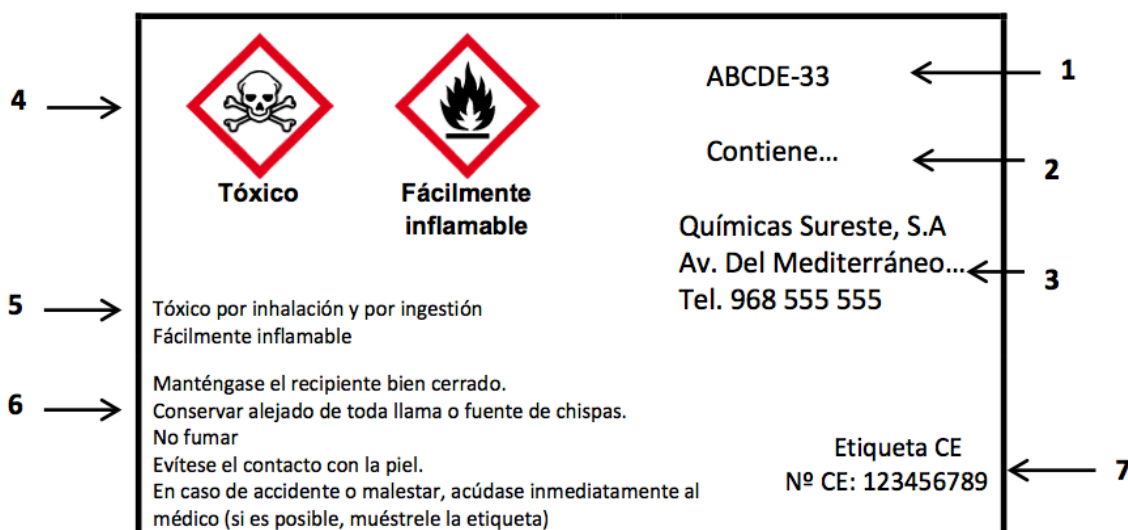 ABCDE-33
1
4
Tóxico
Fácilmente
inflamable
Contiene...
2
Químicas Sureste, S.A
Av. Del Mediterráneo...
Tel. 968 555 555
3
5
Tóxico por inhalación y por ingestión
Fácilmente inflamable
6
Manténgase el recipiente bien cerrado.
Conservar alejado de toda llama o fuente de chispas.
No fumar
Evítese el contacto con la piel.
En caso de accidente o malestar, acúdase inmediatamente al
médico (si es posible, muéstrele la etiqueta)
Etiqueta CE
Nº CE: 123456789
7